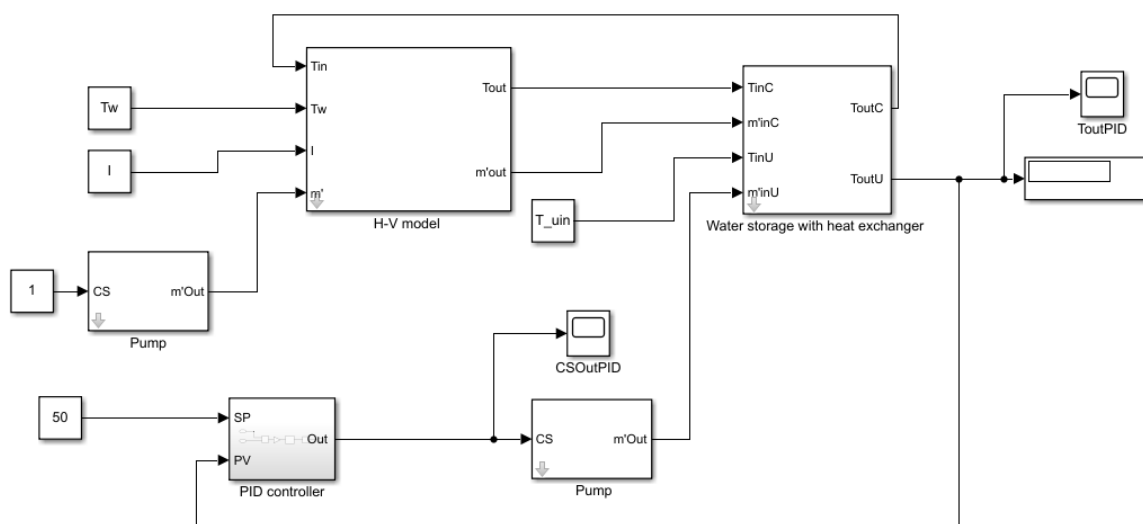 Tin
Tw
I
m'
Tout
m'out
H-V model
Tw
I
TinC
m'inC
TinU
m'inU
ToutC
ToutU
Water storage with heat exchanger
ToutPID
T_uin
1
CS
m'Out
Pump
CSOutPID
50
SP
PV
Out
PID controller
CS
m'Out
Pump